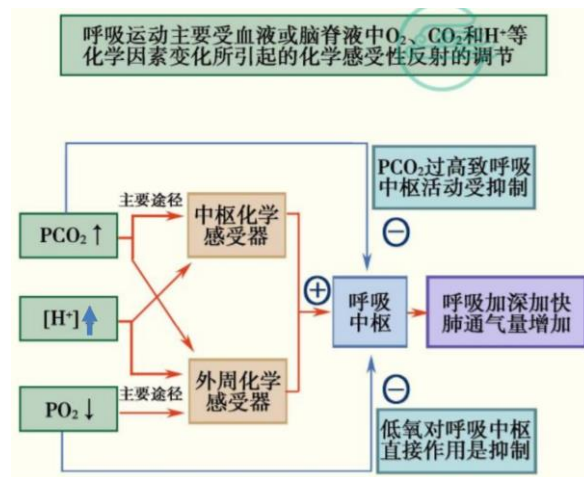 呼吸运动主要受血液或脑脊液中O₂、CO₂和H⁺等
化学因素变化所引起的化学感受性反射的调节
PCO₂过高致呼吸
中枢活动受抑制
主要途径
PCO₂↑
中枢化学
感受器
[H⁺]↑
⊕
⊖
呼吸
中枢
呼吸加深加快
肺通气量增加
主要途径
PO₂↓
外周化学
感受器
⊖
低氧对呼吸中枢
直接作用是抑制